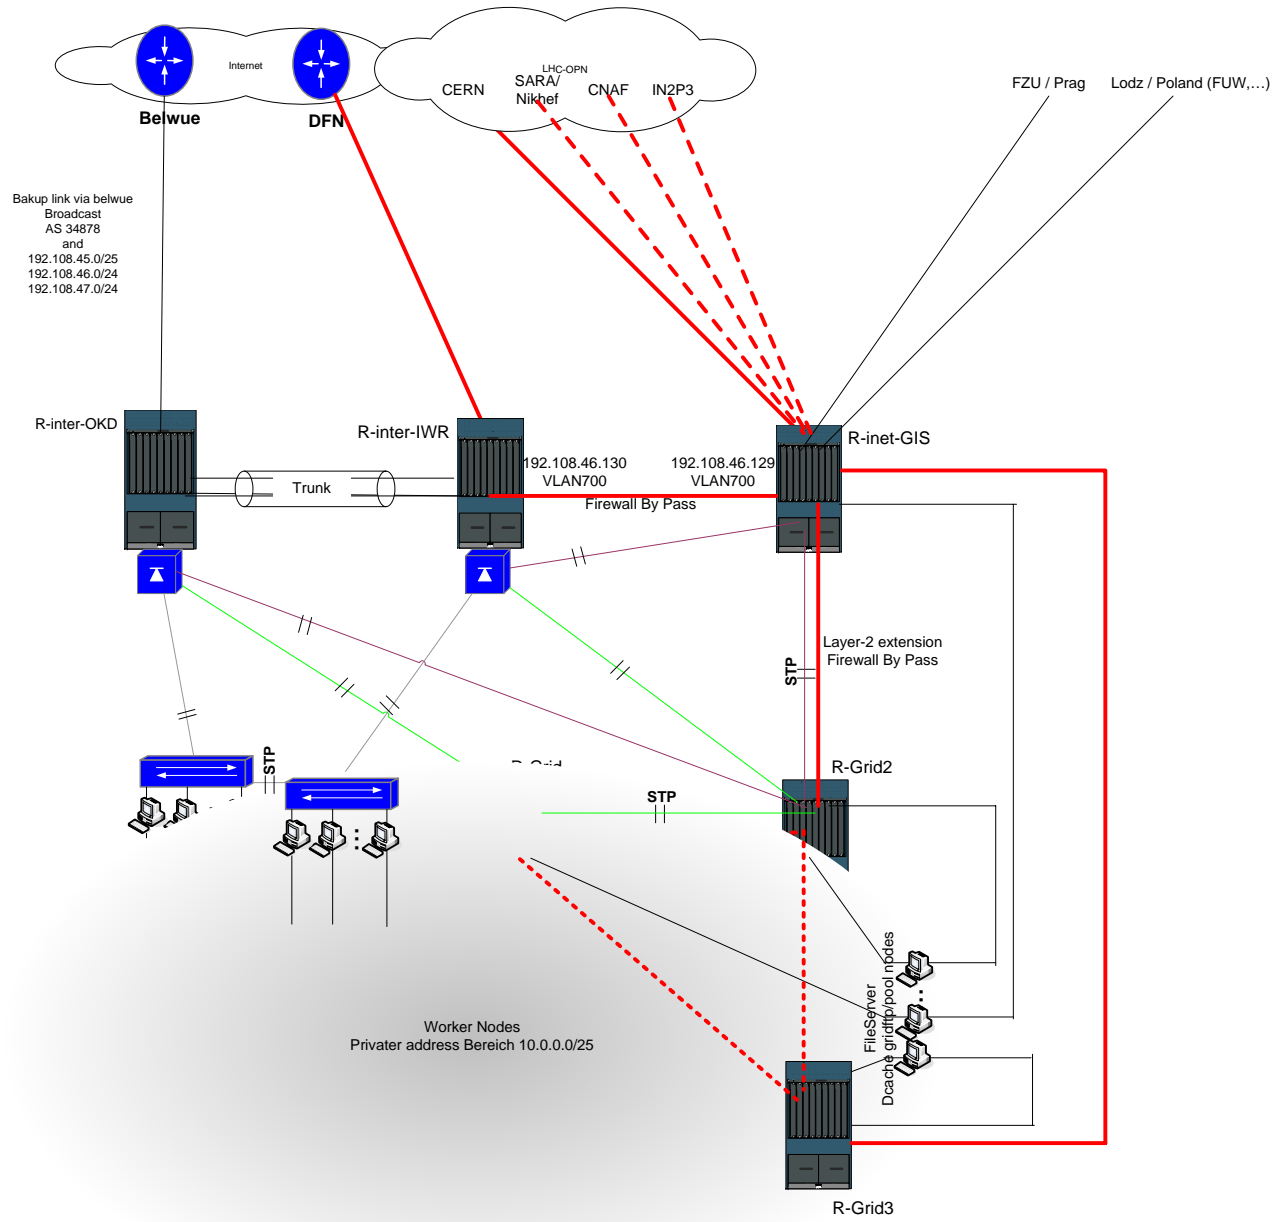 Internet
LHC-OPN
CERN
SARA/
Nikhef
CNAF
IN2P3
FZU / Prag
Lodz / Poland (FUW,...)
Belwue
DFN
Bakup link via belwue
Broadcast
AS 34878
and
192.108.45.0/25
192.108.46.0/24
192.108.47.0/24
R-inter-OKD
R-inter-IWR
R-inet-GIS
Trunk
192.108.46.130
VLAN700
192.108.46.129
VLAN700
Firewall By Pass
Layer-2 extension
Firewall By Pass
STP
STP
R-Grid2
STP
FileServer
Dcache gridftp/pool nodes
Worker Nodes
Privater address Bereich 10.0.0.0/25
R-Grid3